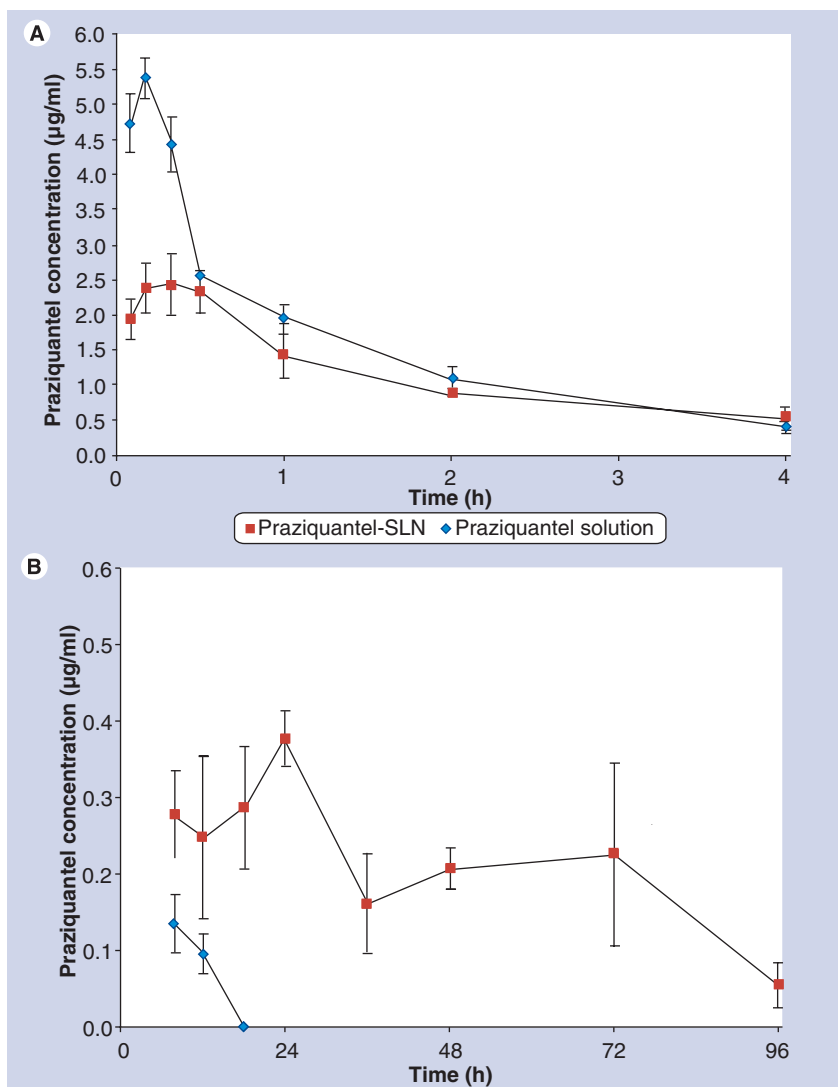 A
Praziquantel concentration (µg/ml)
6.0
5.5
5.0
4.5
4.0
3.5
3.0
2.5
2.0
1.5
1.0
0.5
0.0
0 1 2 3 4
Time (h)
Praziquantel-SLN Praziquantel solution
B
Praziquantel concentration (µg/ml)
0.6
0.5
0.4
0.3
0.2
0.1
0.0
0 24 48 72 96
Time (h)